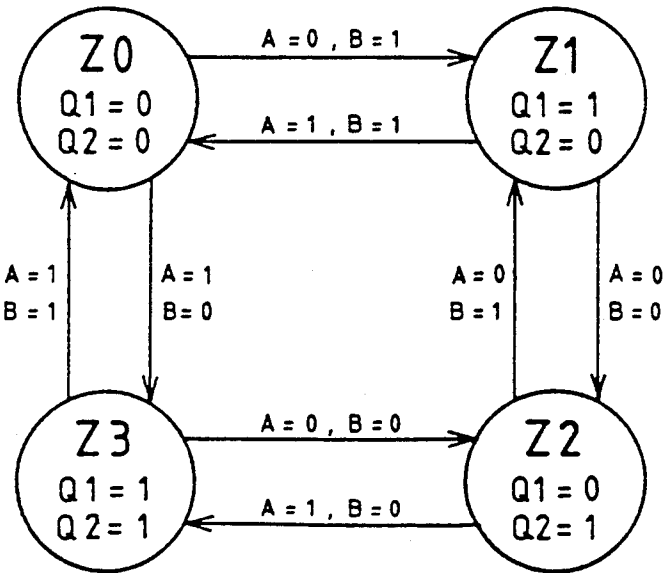 Z0
Q1 = 0
Q2 = 0
A = 0 , B = 1
A = 1 , B = 1
Z1
Q1 = 1
Q2 = 0
A = 1
B = 1
A = 1
B = 0
A = 0
B = 1
A = 0
B = 0
Z3
Q1 = 1
Q2 = 1
A = 0 , B = 0
A = 1 , B = 0
Z2
Q1 = 0
Q2 = 1